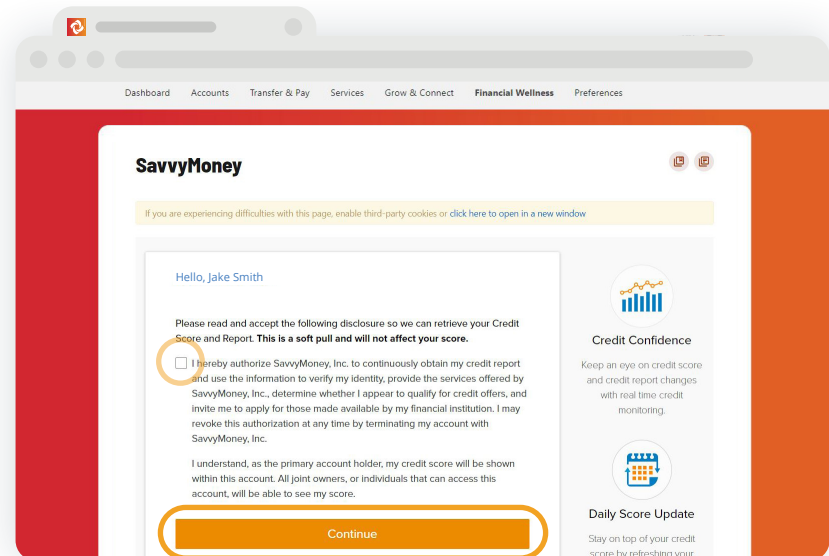 Dashboard Accounts Transfer & Pay Services Grow & Connect Financial Wellness Preferences
SavvyMoney
If you are experiencing difficulties with this page, enable third-party cookies or click here to open in a new window
Hello, Jake Smith
Please read and accept the following disclosure so we can retrieve your Credit
Score and Report. This is a soft pull and will not affect your score.
I hereby authorize SavvyMoney, Inc. to continuously obtain my credit report
and use the information to verify my identity, provide the services offered by
SavvyMoney, Inc., determine whether I appear to qualify for credit offers, and
invite me to apply for those made available by my financial institution. I may
revoke this authorization at any time by terminating my account with
SavvyMoney, Inc.
I understand, as the primary account holder, my credit score will be shown
within this account. All joint owners, or individuals that can access this
account, will be able to see my score.
Continue
Credit Confidence
Keep an eye on credit score
and credit report changes
with real time credit
monitoring.
Daily Score Update
Stay on top of your credit
score by refreshing your